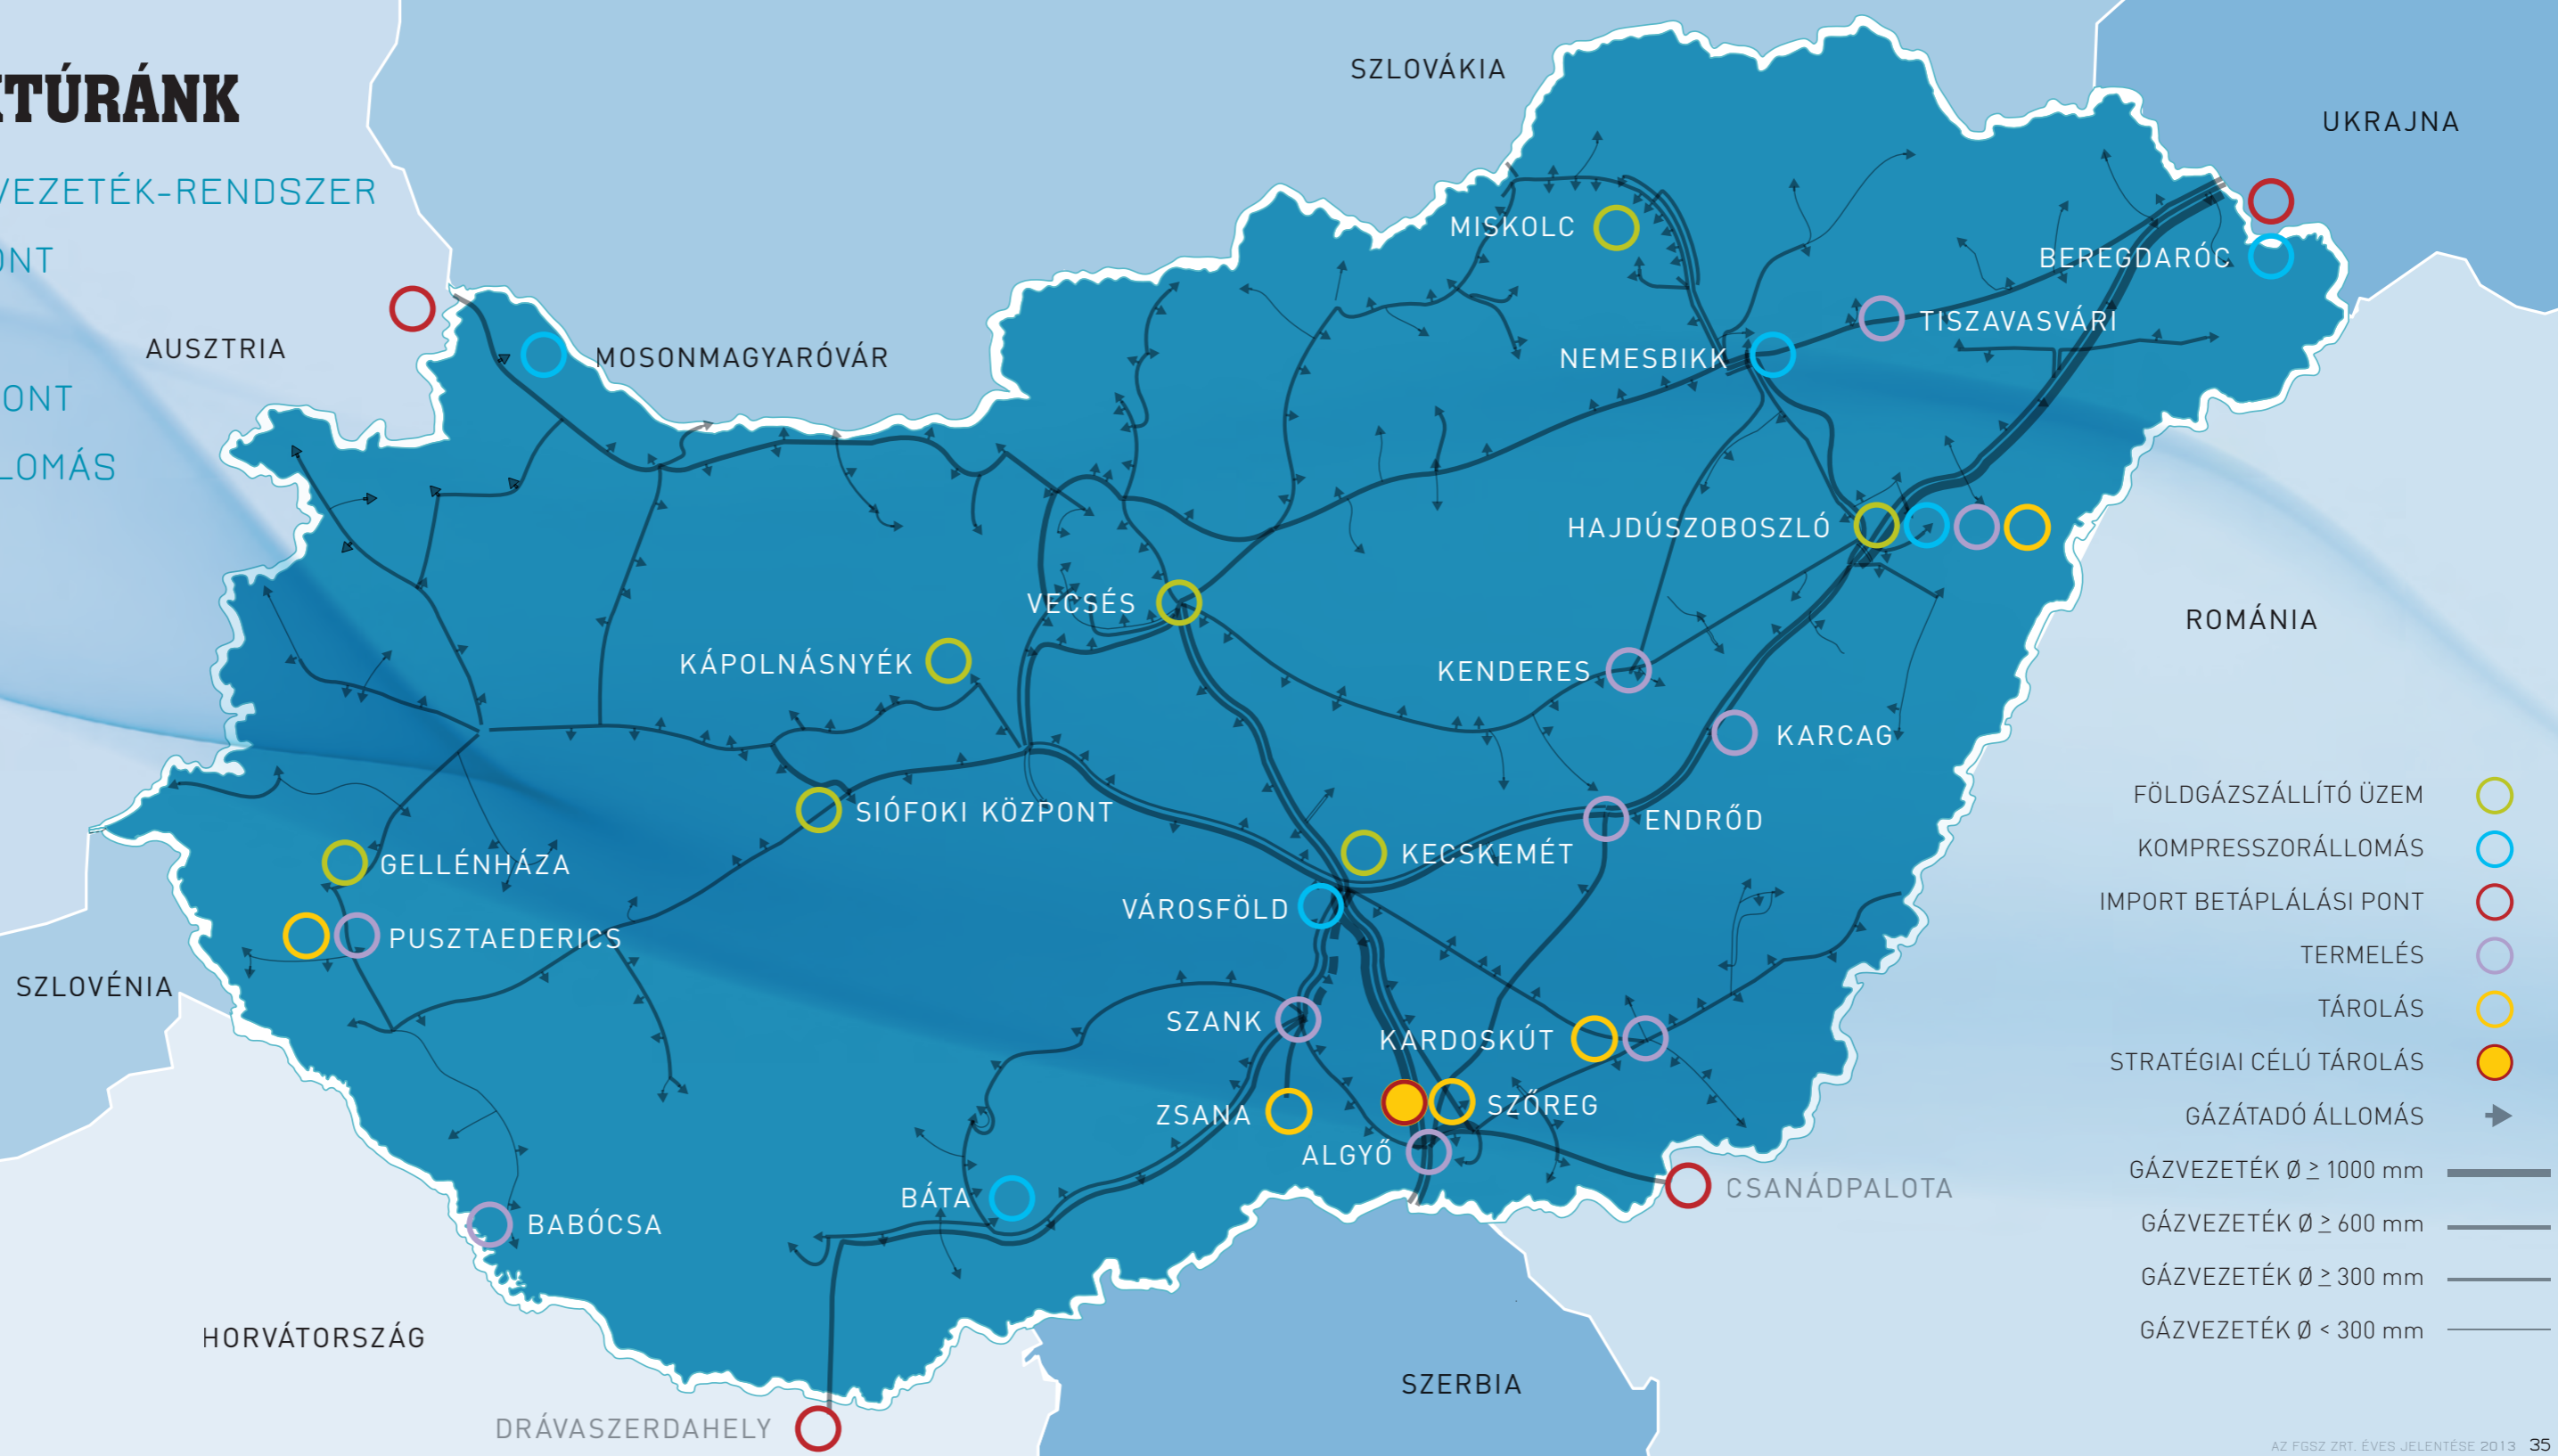 KTÚRÁNK
VEZETÉK-RENDSZER
ONT
ONT
LOMÁS
SZLOVÁKIA
UKRAJNA
AUSZTRIA
ROMÁNIA
SZLOVÉNIA
HORVÁTORSZÁG
SZERBIA
MISKOLC
BEREGDARÓC
TISZAVASVÁRI
MOSONMAGYARÓVÁR
NEMESBIKK
HAJDÚSZOBOSZLÓ
VECSÉS
KÁPOLNÁSNYÉK
KENDERES
KARCAG
SIÓFOKI KÖZPONT
ENDRŐD
KECSKEMÉT
GELLÉNHÁZA
VÁROSFÖLD
PUSZTAEDERICS
SZANK
KARDOSKÚT
ZSANA
SZŐREG
ALGYŐ
BÁTA
CSANÁDPALOTA
BABÓCSA
DRÁVASZERDAHELY
FÖLDGÁZSZÁLLÍTÓ ÜZEM
KOMPRESSZORÁLLOMÁS
IMPORT BETÁPLÁLÁSI PONT
TERMELÉS
TÁROLÁS
STRATÉGIAI CÉLÚ TÁROLÁS
GÁZÁTADÓ ÁLLOMÁS
GÁZVEZETÉK Ø ≥ 1000 mm
GÁZVEZETÉK Ø ≥ 600 mm
GÁZVEZETÉK Ø ≥ 300 mm
GÁZVEZETÉK Ø < 300 mm
AZ FGSZ ZRT. ÉVES JELENTÉSE 2013 35